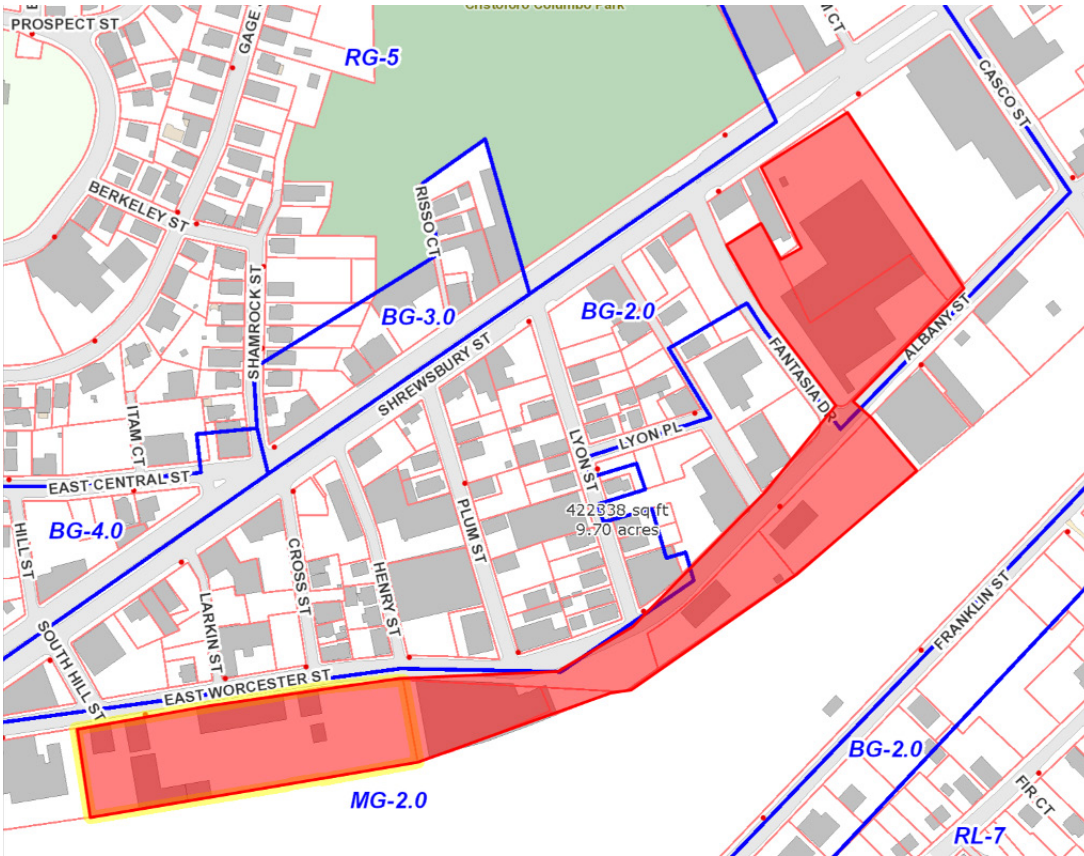 Cristoforo Columbo Park
PROSPECT ST
GAGE
RG-5
CASCO ST
BERKELEY ST
RISSO CT
SHAMROCK ST
BG-3.0
BG-2.0
SHREWSBURY ST
ALBANY ST
FANTASIA DR
ITAM CT
LYON PL
LYON ST
EAST CENTRAL ST
PLUM ST
422338 sq ft
9.70 acres
HILL ST
BG-4.0
CROSS ST
HENRY ST
LARKIN ST
SOUTH HILL ST
EAST WORCESTER ST
FRANKLIN ST
BG-2.0
MG-2.0
FIR CT
RL-7